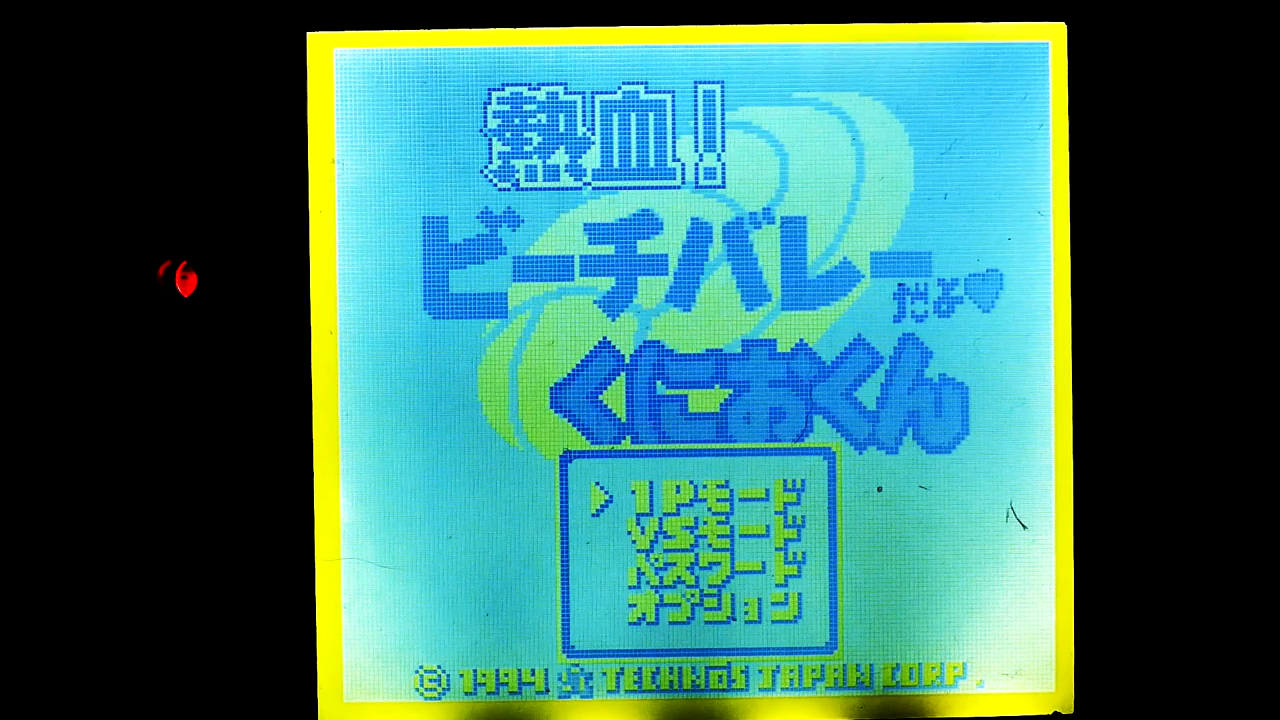 熱血!
ビーチバレー
だよ♥
くにおくん
1Pモード
VSモード
パスワード
オプション
© 1994 TECHNOS JAPAN CORP.